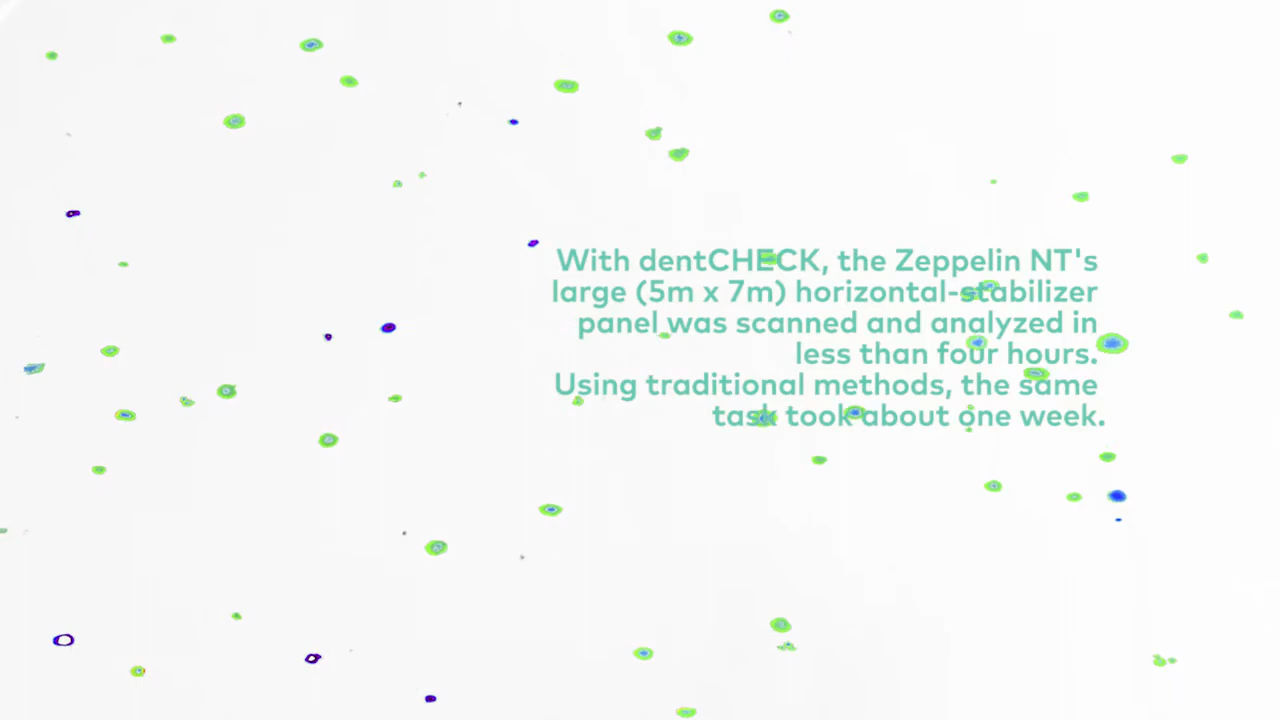 With dentCHECK, the Zeppelin NT's
large (5m x 7m) horizontal-stabilizer
panel was scanned and analyzed in
less than four hours.
Using traditional methods, the same
task took about one week.